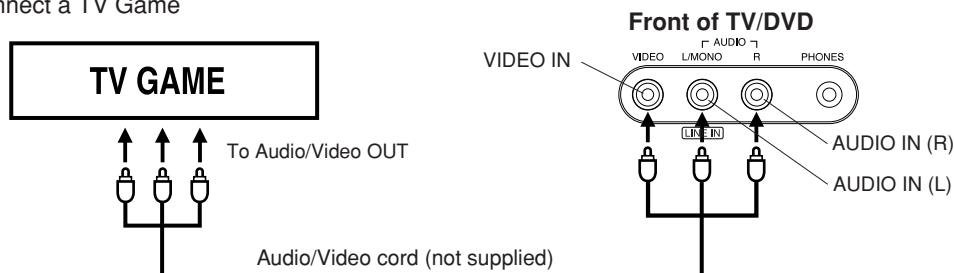 nnect a TV Game
Front of TV/DVD
AUDIO
VIDEO L/MONO R PHONES
VIDEO IN
TV GAME
LINE IN
To Audio/Video OUT
AUDIO IN (R)
AUDIO IN (L)
Audio/Video cord (not supplied)